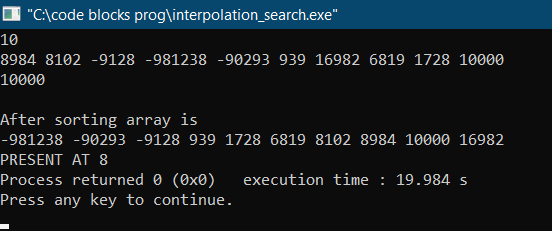 "C:\code blocks prog\interpolation_search.exe"
10
8984 8102 -9128 -981238 -90293 939 16982 6819 1728 10000
10000
After sorting array is
-981238 -90293 -9128 939 1728 6819 8102 8984 10000 16982
PRESENT AT 8
Process returned 0 (0x0)   execution time : 19.984 s
Press any key to continue.